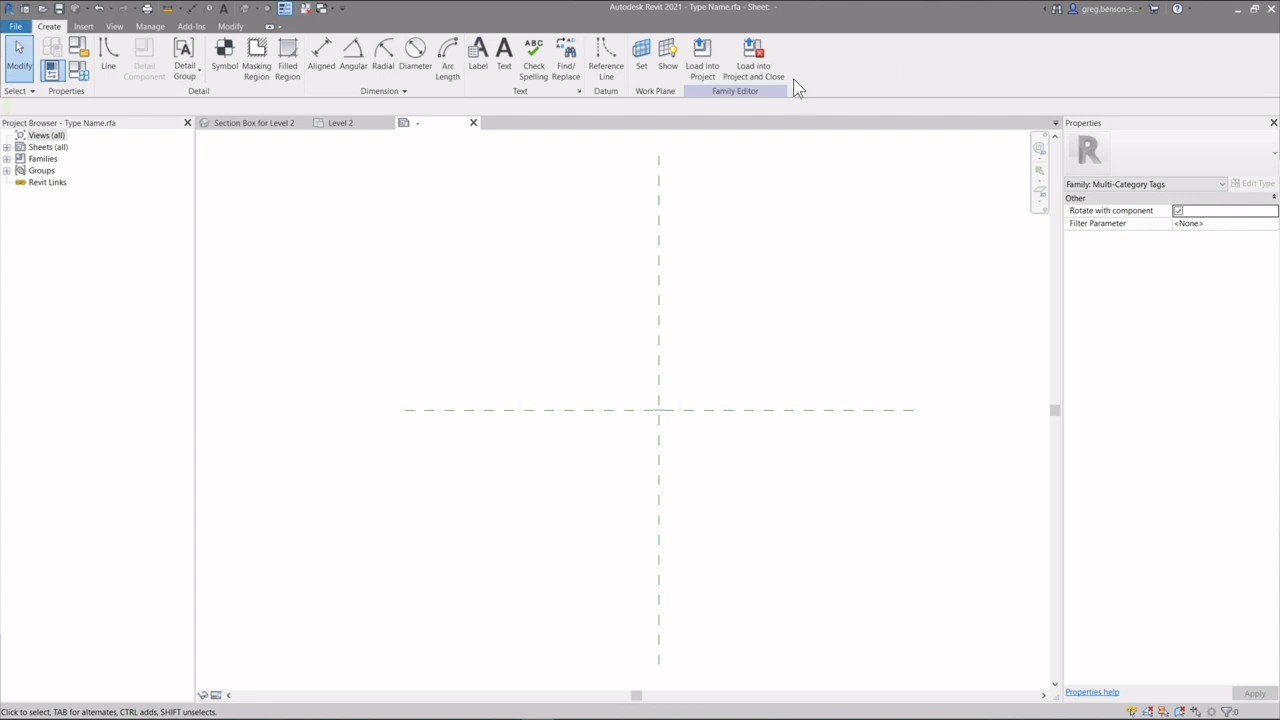 Autodesk Revit 2021 - Type Name.rfa - Sheet: -
greg.benson-s...
File Create Insert View Manage Add-Ins Modify
Modify
Line
Detail Component
Detail Group
Symbol
Masking Region
Filled Region
Aligned
Angular
Radial
Diameter
Arc Length
Label
Text
ABC
Check Spelling
Find/ Replace
Reference Line
Set
Show
Load into Project
Load into Project and Close
Select Properties Detail Dimension Text Datum Work Plane Family Editor
Project Browser - Type Name.rfa
Section Box for Level 2
Level 2
-
Properties
Views (all)
Sheets (all)
Families
Groups
Revit Links
R
Family: Multi-Category Tags
Edit Type
Other
Rotate with component
Filter Parameter <None>
Properties help
Apply
Click to select, TAB for alternates, CTRL adds, SHIFT unselects.
:0